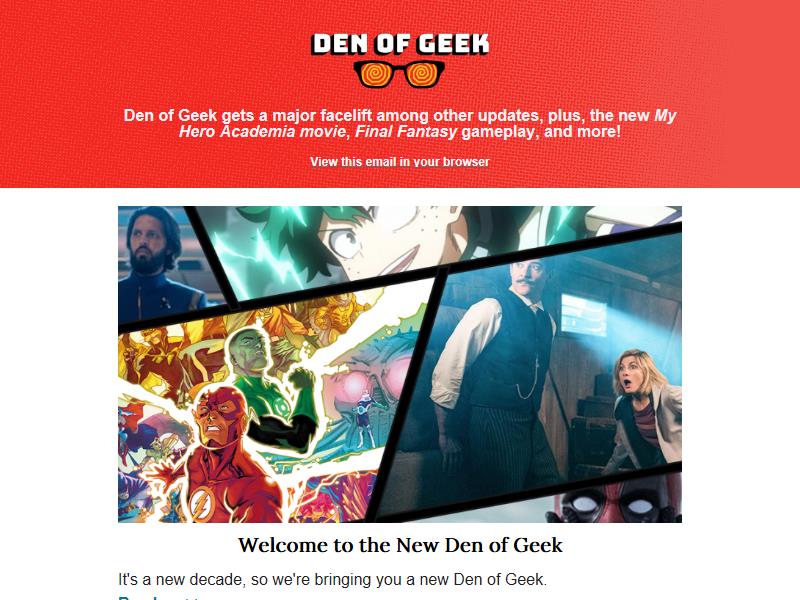 DEN OF GEEK
Den of Geek gets a major facelift among other updates, plus, the new My
Hero Academia movie, Final Fantasy gameplay, and more!
View this email in your browser
Welcome to the New Den of Geek
It's a new decade, so we're bringing you a new Den of Geek.